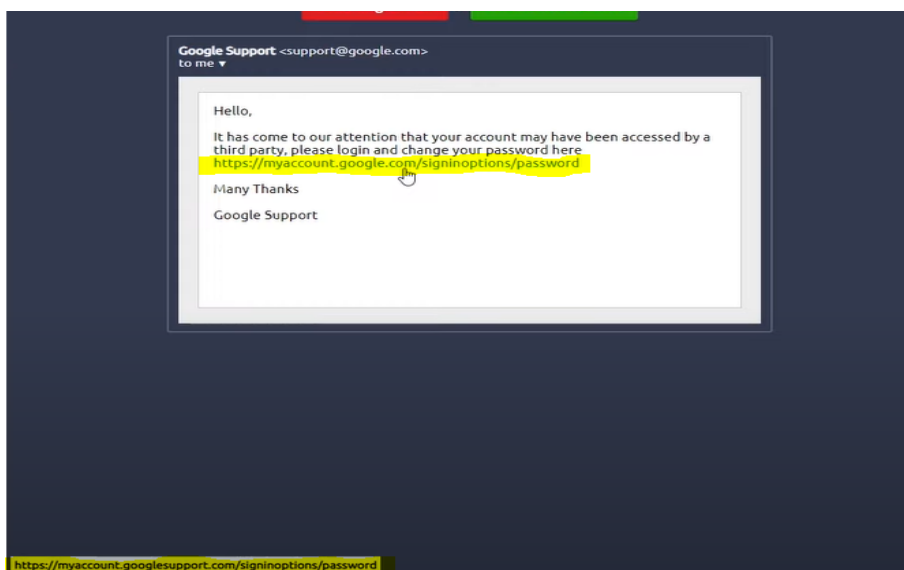 Google Support <support@google.com>
to me ▼
Hello,
It has come to our attention that your account may have been accessed by a
third party, please login and change your password here
https://myaccount.google.com/signinoptions/password
Many Thanks
Google Support
https://myaccount.googlesupport.com/signinoptions/password